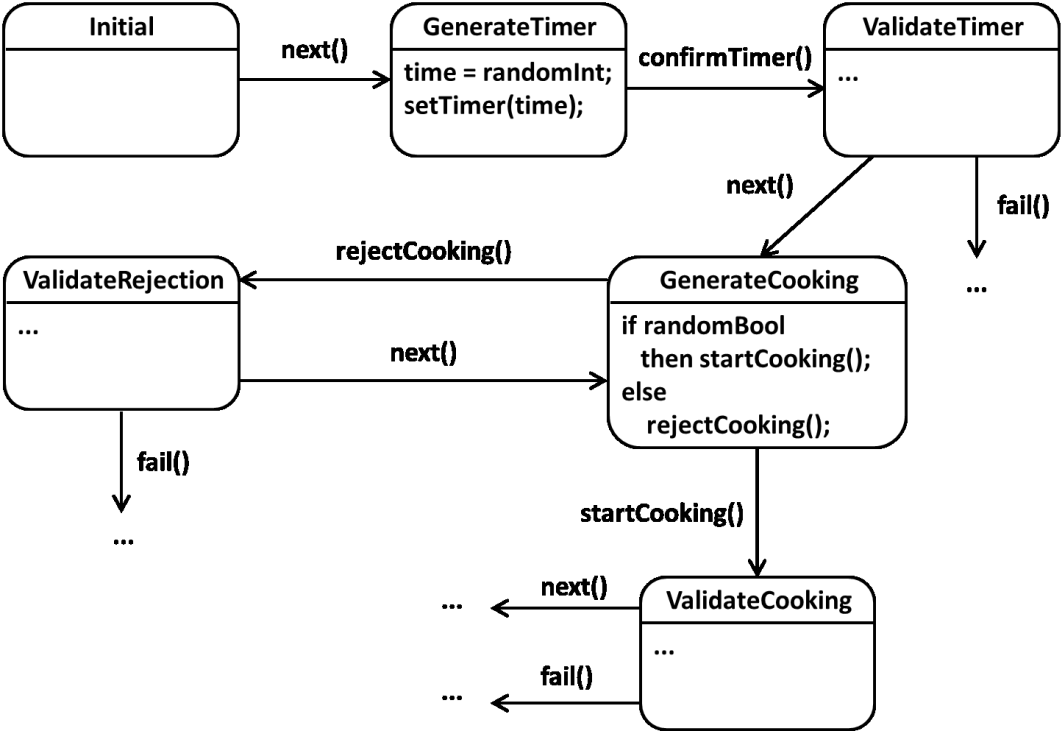 Initial
next()
GenerateTimer
time = randomInt;
setTimer(time);
confirmTimer()
ValidateTimer
...
next()
fail()
...
rejectCooking()
ValidateRejection
...
next()
fail()
...
GenerateCooking
if randomBool
then startCooking();
else
rejectCooking();
startCooking()
ValidateCooking
...
next()
...
fail()
...